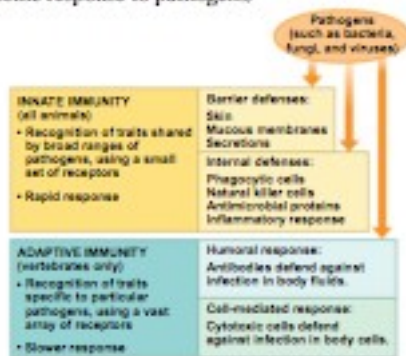 response to pathogens)
Pathogens
(such as bacteria,
fungi, and viruses)
INNATE IMMUNITY
(all animals)
• Recognition of traits shared
by broad ranges of
pathogens, using a small
set of receptors
• Rapid response
Barrier defenses:
Skin
Mucous membranes
Secretions
Internal defenses:
Phagocytic cells
Natural killer cells
Antimicrobial proteins
Inflammatory response
ADAPTIVE IMMUNITY
(vertebrates only)
• Recognition of traits
specific to particular
pathogens, using a vast
array of receptors
• Slower response
Humoral response:
Antibodies defend against
infection in body fluids.
Cell-mediated response:
Cytotoxic cells defend
against infection in body cells.